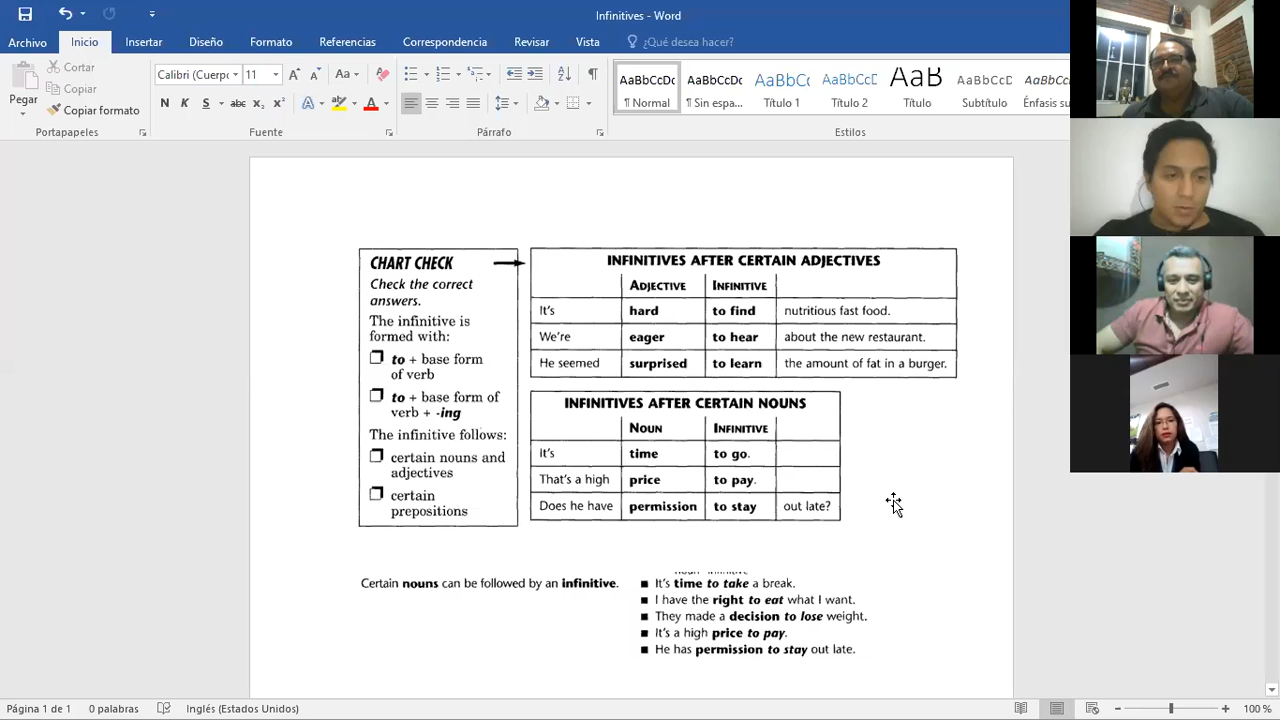 Infinitives - Word
Archivo Inicio Insertar Diseño Formato Referencias Correspondencia Revisar Vista ¿Qué desea hacer?
Pegar
Cortar
Copiar
Copiar formato
Portapapeles
Calibri (Cuerpo 11
N K S abc x₂ x²
Fuente
Párrafo
AaBbCcDc AaBbCcDc AaBbCc AaBbCcD AaB AaBbCcD AaBbCcDc
¶ Normal ¶ Sin espa... Título 1 Título 2 Título Subtítulo Énfasis su
Estilos
CHART CHECK
Check the correct
answers.
The infinitive is
formed with:
to + base form
of verb
to + base form of
verb + -ing
The infinitive follows:
certain nouns and
adjectives
certain
prepositions
INFINITIVES AFTER CERTAIN ADJECTIVES
ADJECTIVE INFINITIVE
It's hard to find nutritious fast food.
We're eager to hear about the new restaurant.
He seemed surprised to learn the amount of fat in a burger.
INFINITIVES AFTER CERTAIN NOUNS
NOUN INFINITIVE
It's time to go.
That's a high price to pay.
Does he have permission to stay out late?
Certain nouns can be followed by an infinitive.
It's time to take a break.
I have the right to eat what I want.
They made a decision to lose weight.
It's a high price to pay.
He has permission to stay out late.
Página 1 de 1 0 palabras Inglés (Estados Unidos) 100 %